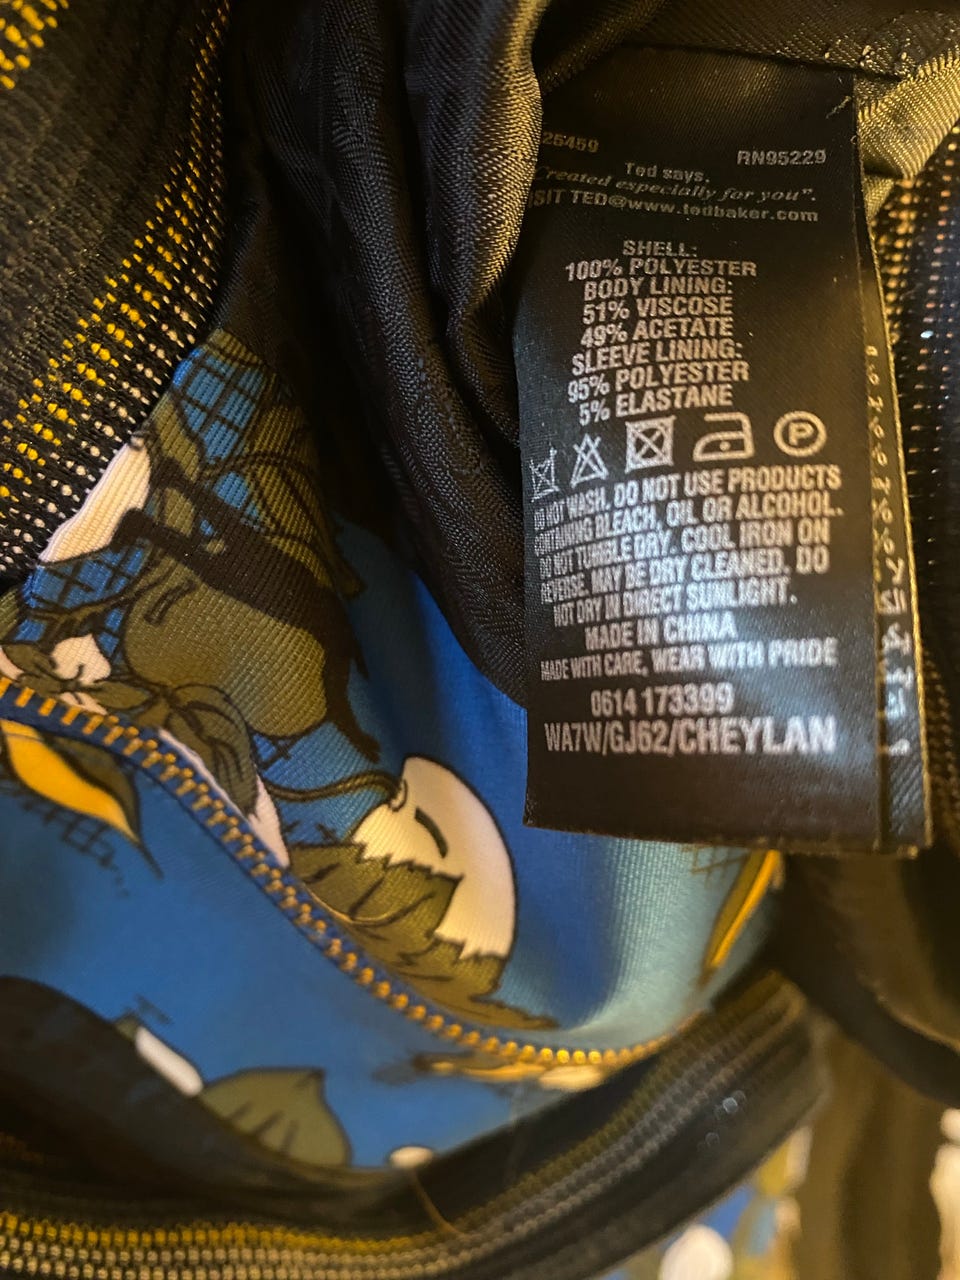 26459
RN95229
Ted says,
"Created especially for you".
VISIT TED@www.tedbaker.com
SHELL:
100% POLYESTER
BODY LINING:
51% VISCOSE
49% ACETATE
SLEEVE LINING:
95% POLYESTER
5% ELASTANE
P
DO NOT WASH. DO NOT USE PRODUCTS
CONTAINING BLEACH, OIL OR ALCOHOL.
DO NOT TUMBLE DRY. COOL IRON ON
REVERSE. MAY BE DRY CLEANED. DO
NOT DRY IN DIRECT SUNLIGHT.
MADE IN CHINA
MADE WITH CARE, WEAR WITH PRIDE
0614 173399
WA7W/GJ62/CHEYLAN